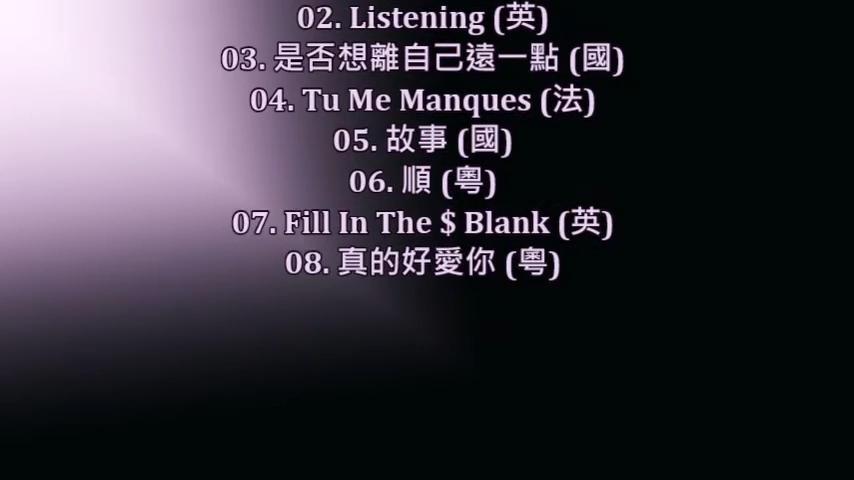 02. Listening (英)
03. 是否想離自己遠一點 (國)
04. Tu Me Manques (法)
05. 故事 (國)
06. 順 (粵)
07. Fill In The $ Blank (英)
08. 真的好愛你 (粵)